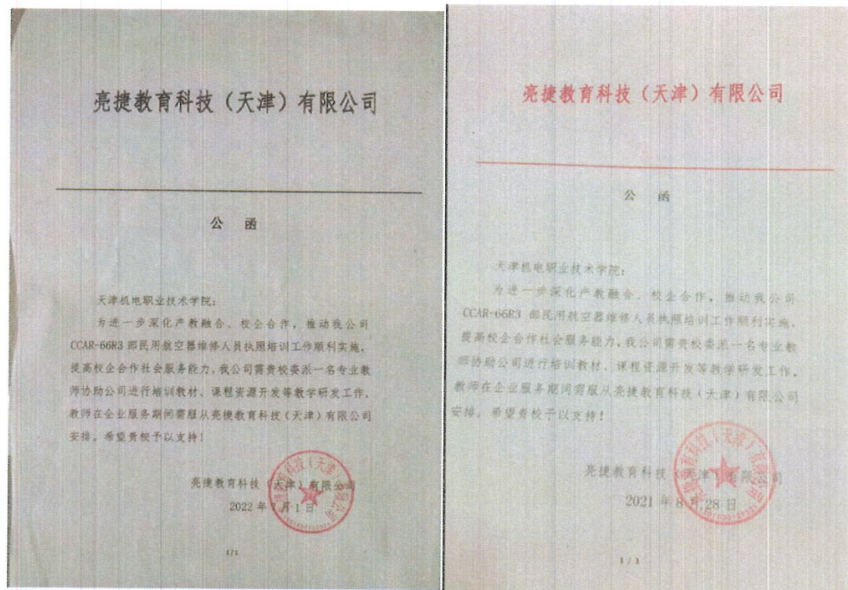 亮捷教育科技（天津）有限公司
公 函
天津机电职业技术学院：
为进一步深化产教融合、校企合作，推动我公司
CCAR-66R3 部民用航空器维修人员执照培训工作顺利实施，
提高校企合作社会服务能力，我公司需贵校委派一名专业教
师协助公司进行培训教材、课程资源开发等教学研发工作，
教师在企业服务期间需服从亮捷教育科技（天津）有限公司
安排，希望贵校予以支持！
亮捷教育科技（天津）有限公司
2022 年 7 月 1 日
1/1
亮捷教育科技（天津）有限公司
公 函
天津机电职业技术学院：
为进一步深化产教融合、校企合作，推动我公司
CCAR-66R3 部民用航空器维修人员执照培训工作顺利实施，
提高校企合作社会服务能力，我公司需贵校委派一名专业教
师协助公司进行培训教材、课程资源开发等教学研发工作，
教师在企业服务期间需服从亮捷教育科技（天津）有限公司
安排，希望贵校予以支持！
亮捷教育科技（天津）有限公司
2021 年 8 月 28 日
1/1